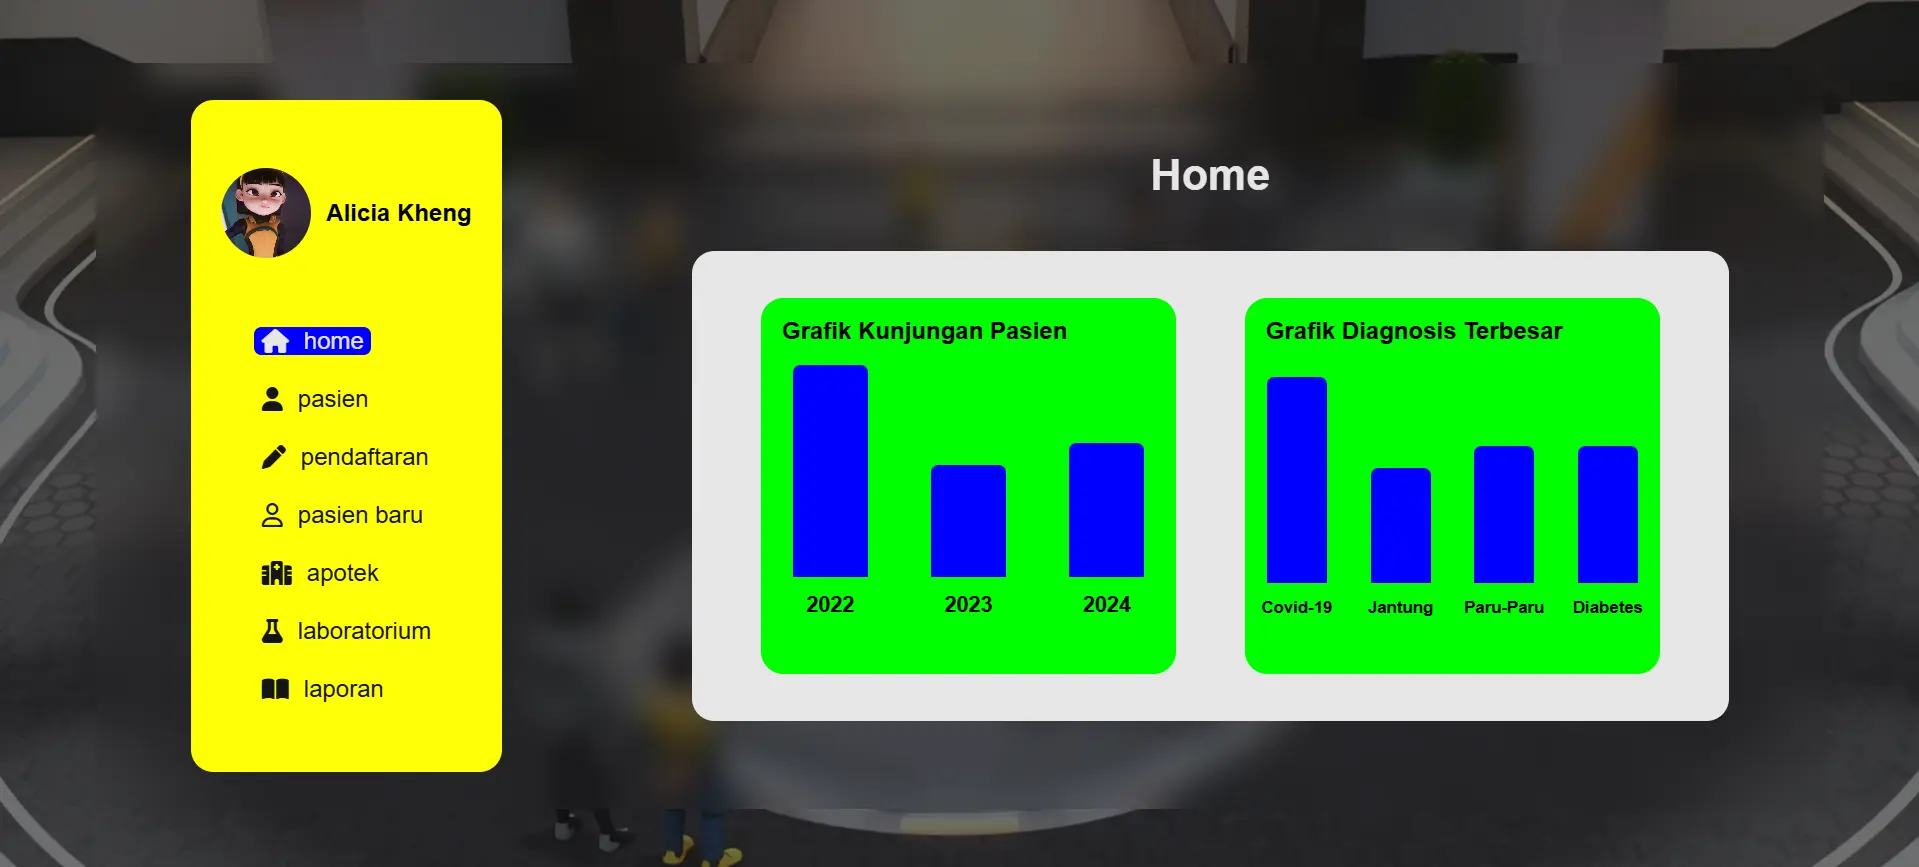 Alicia Kheng
home
pasien
pendaftaran
pasien baru
apotek
laboratorium
laporan
Home
Grafik Kunjungan Pasien
2022 2023 2024
Grafik Diagnosis Terbesar
Covid-19 Jantung Paru-Paru Diabetes